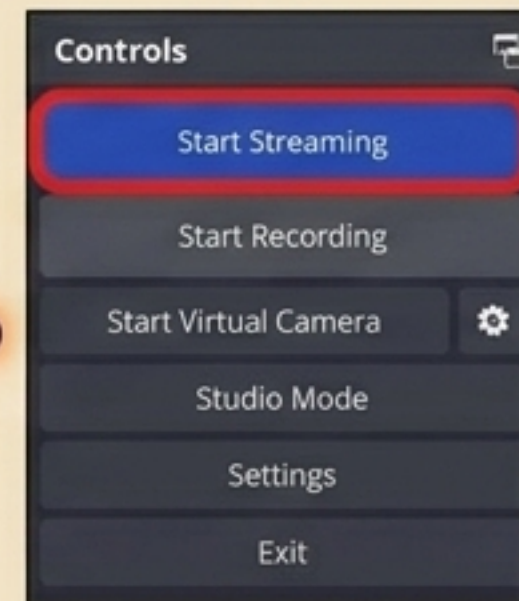 Controls
Start Streaming
Start Recording
Start Virtual Camera
Studio Mode
Settings
Exit